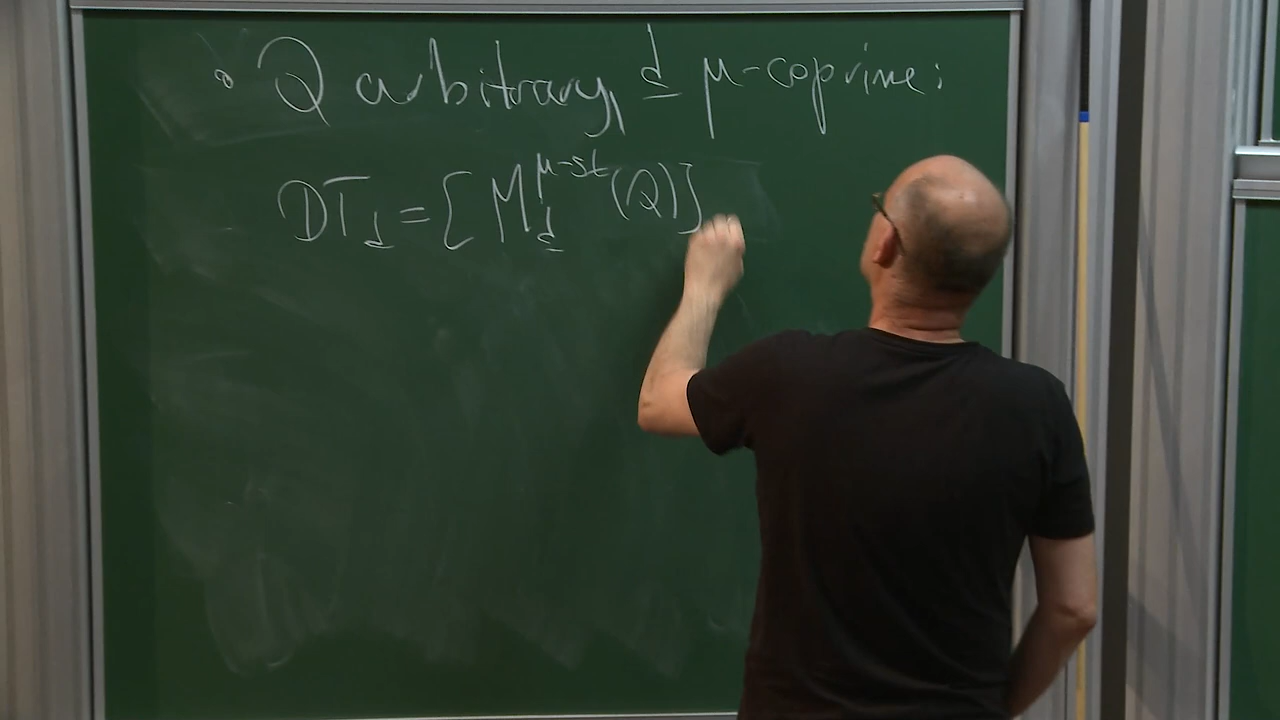 ∘ Q arbitrary, d μ-coprime:
DT_d = [M_d^{μ-st}(Q)]